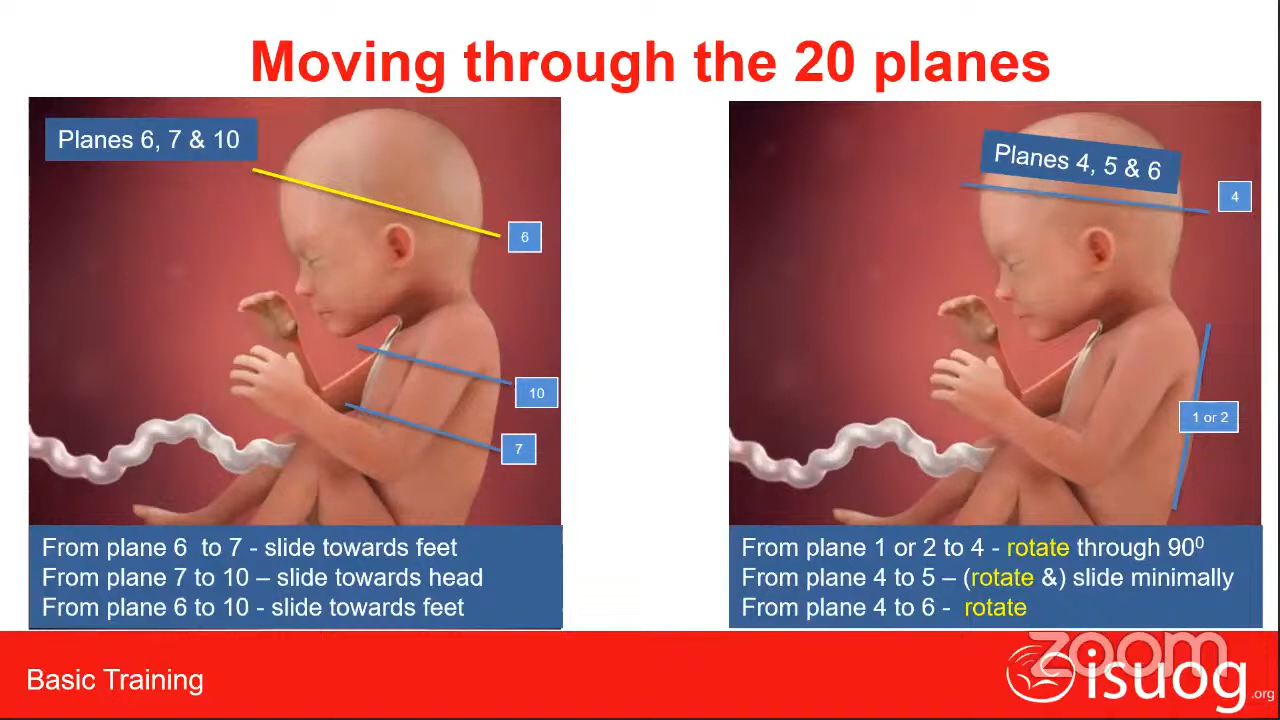 Moving through the 20 planes
Planes 6, 7 & 10
6
10
7
From plane 6 to 7 - slide towards feet
From plane 7 to 10 – slide towards head
From plane 6 to 10 - slide towards feet
Planes 4, 5 & 6
4
1 or 2
From plane 1 or 2 to 4 - rotate through 90⁰
From plane 4 to 5 – (rotate &) slide minimally
From plane 4 to 6 - rotate
Basic Training
zoom
isuog.org